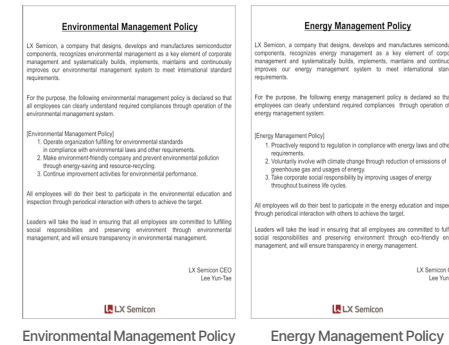 Environmental Management Policy
LX Semicon, a company that designs, develops and manufactures semiconductor
components, recognizes environmental management as a key element of corporate
management and systematically builds, implements, maintains and continuously
improves our environmental management system to meet international standard
requirements.
For the purpose, the following environmental management policy is declared so that
all employees can clearly understand required compliances through operation of the
environmental management system.
[Environmental Management Policy]
1. Operate organization fulfilling for environmental standards
in compliance with environmental laws and other requirements.
2. Make environment-friendly company and prevent environmental pollution
through energy-saving and resource-recycling.
3. Continue improvement activities for environmental performance.
All employees will do their best to participate in the environmental education and
inspection through periodical interaction with others to achieve the target.
Leaders will take the lead in ensuring that all employees are committed to fulfilling
social responsibilities and preserving environment through environmental
management, and will ensure transparency in environmental management.
LX Semicon CEO
Lee Yun-Tae
LX Semicon
Environmental Management Policy
Energy Management Policy
LX Semicon, a company that designs, develops and manufactures
components, recognizes energy management as a key element of
management and systematically builds, implements, maintains and
improves our energy management system to meet international
requirements.
For the purpose, the following energy management policy is declared so
employees can clearly understand required compliances through operation
energy management system.
[Energy Management Policy]
1. Proactively respond to regulation in compliance with energy laws and
requirements.
2. Voluntarily involve with climate change through reduction of emissions of
greenhouse gas and usages of energy.
3. Take corporate social responsibility by improving usages of energy
throughout business life cycles.
All employees will do their best to participate in the energy education and
through periodical interaction with others to achieve the target.
Leaders will take the lead in ensuring that all employees are committed to
social responsibilities and preserving environment through eco-friendly
management, and will ensure transparency in energy management.
LX Semicon
Lee
LX Semicon
Energy Management Policy